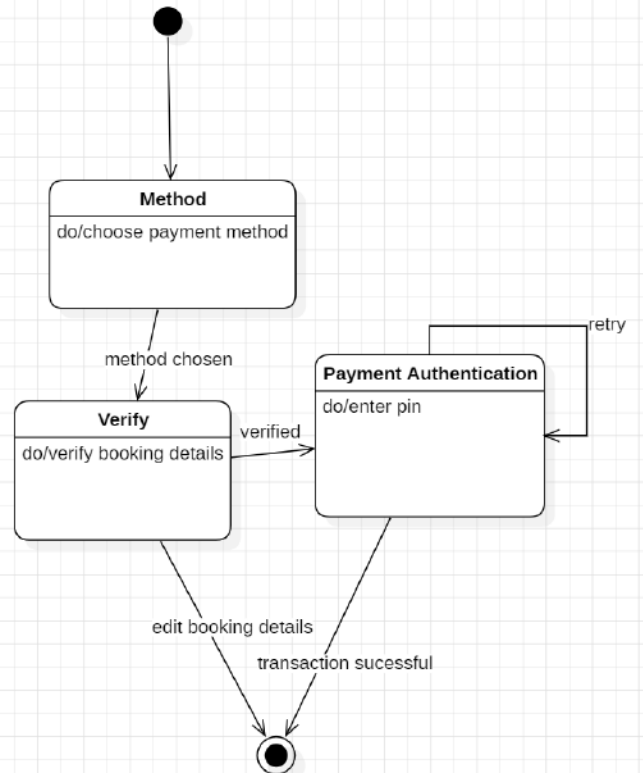 Method
do/choose payment method
method chosen
retry
Payment Authentication
do/enter pin
Verify
do/verify booking details
verified
edit booking details
transaction sucessful